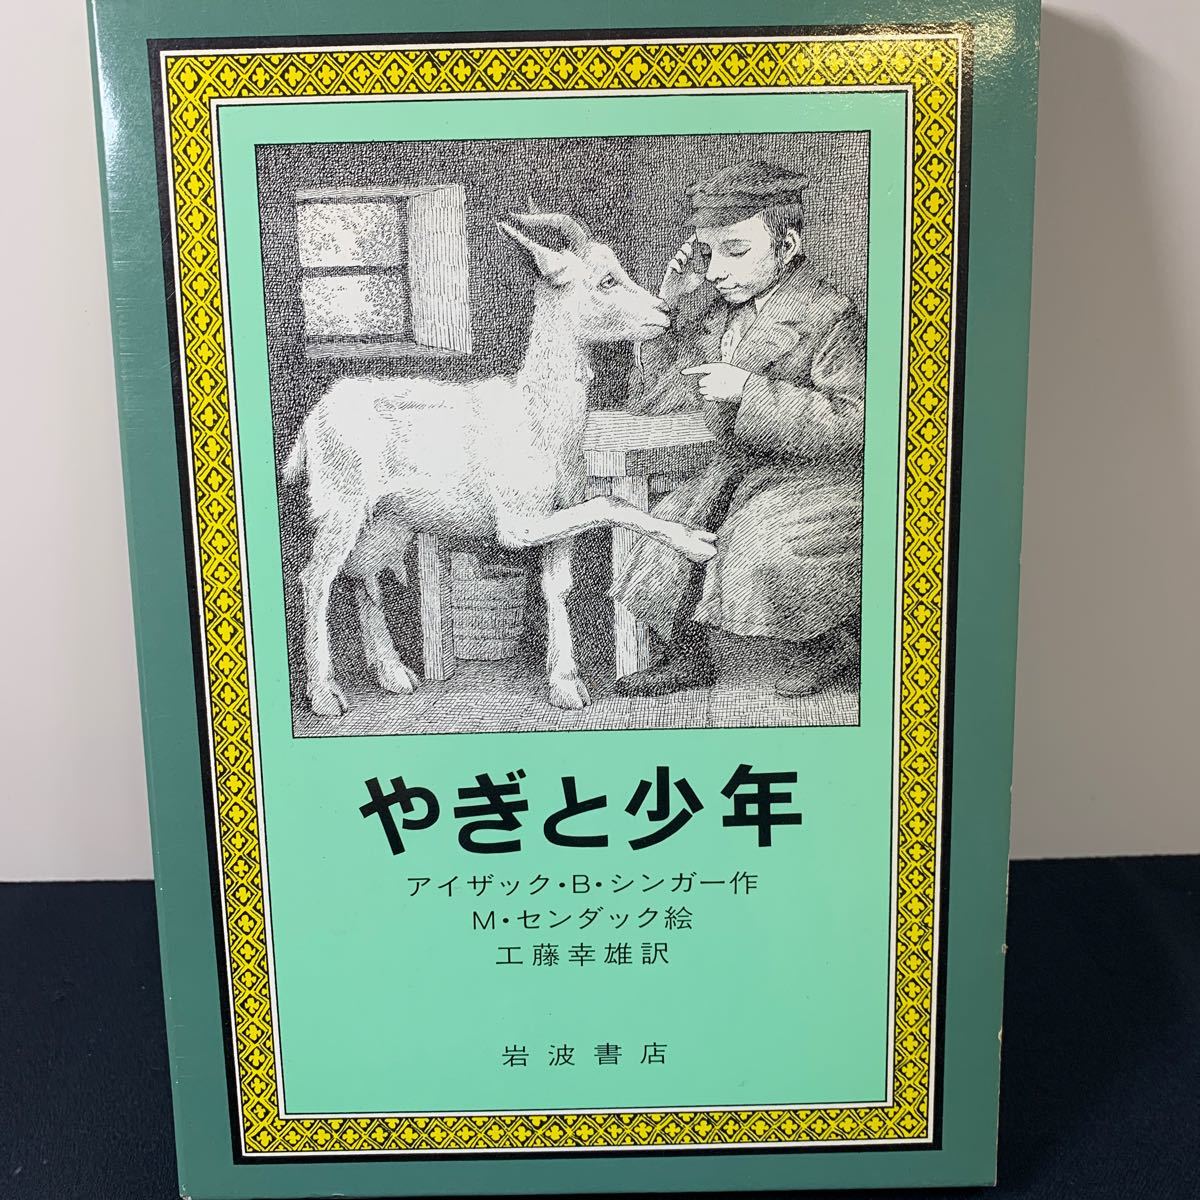 やぎと少年
アイザック・B・シンガー作
M・センダック絵
工藤幸雄訳
岩波書店